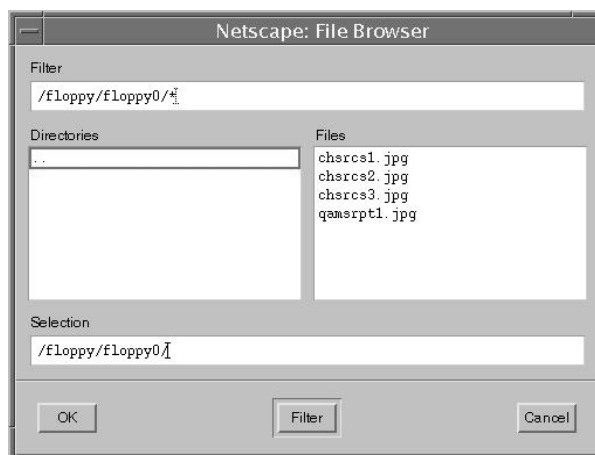 Netscape: File Browser
Filter
/floppy/floppy0/*
Directories
Files
..
chsrcs1.jpg
chsrcs2.jpg
chsrcs3.jpg
qamsrpt1.jpg
Selection
/floppy/floppy0/
OK
Filter
Cancel